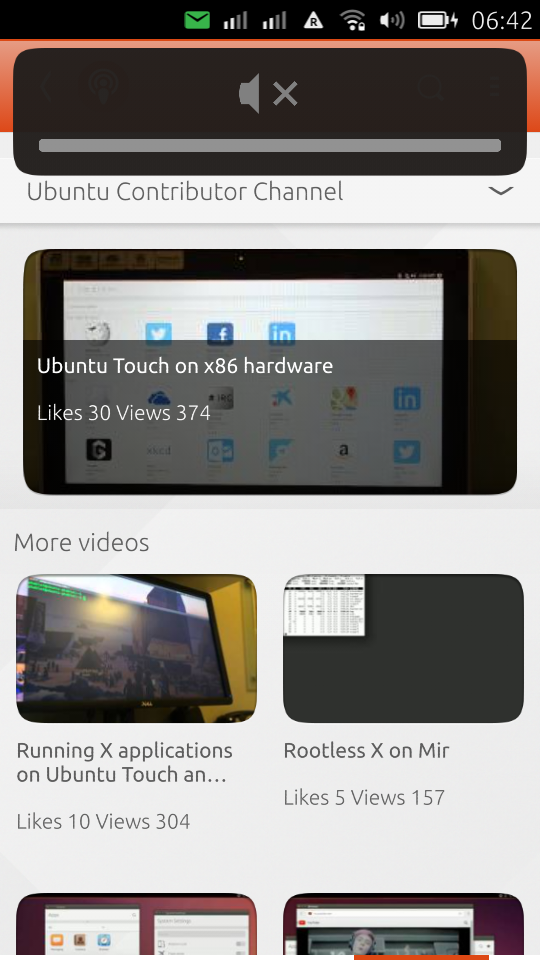 06:42
Ubuntu Contributor Channel
Ubuntu Touch on x86 hardware
Likes 30 Views 374
xkcd
More videos
Running X applications
on Ubuntu Touch an…
Likes 10 Views 304
Rootless X on Mir
Likes 5 Views 157